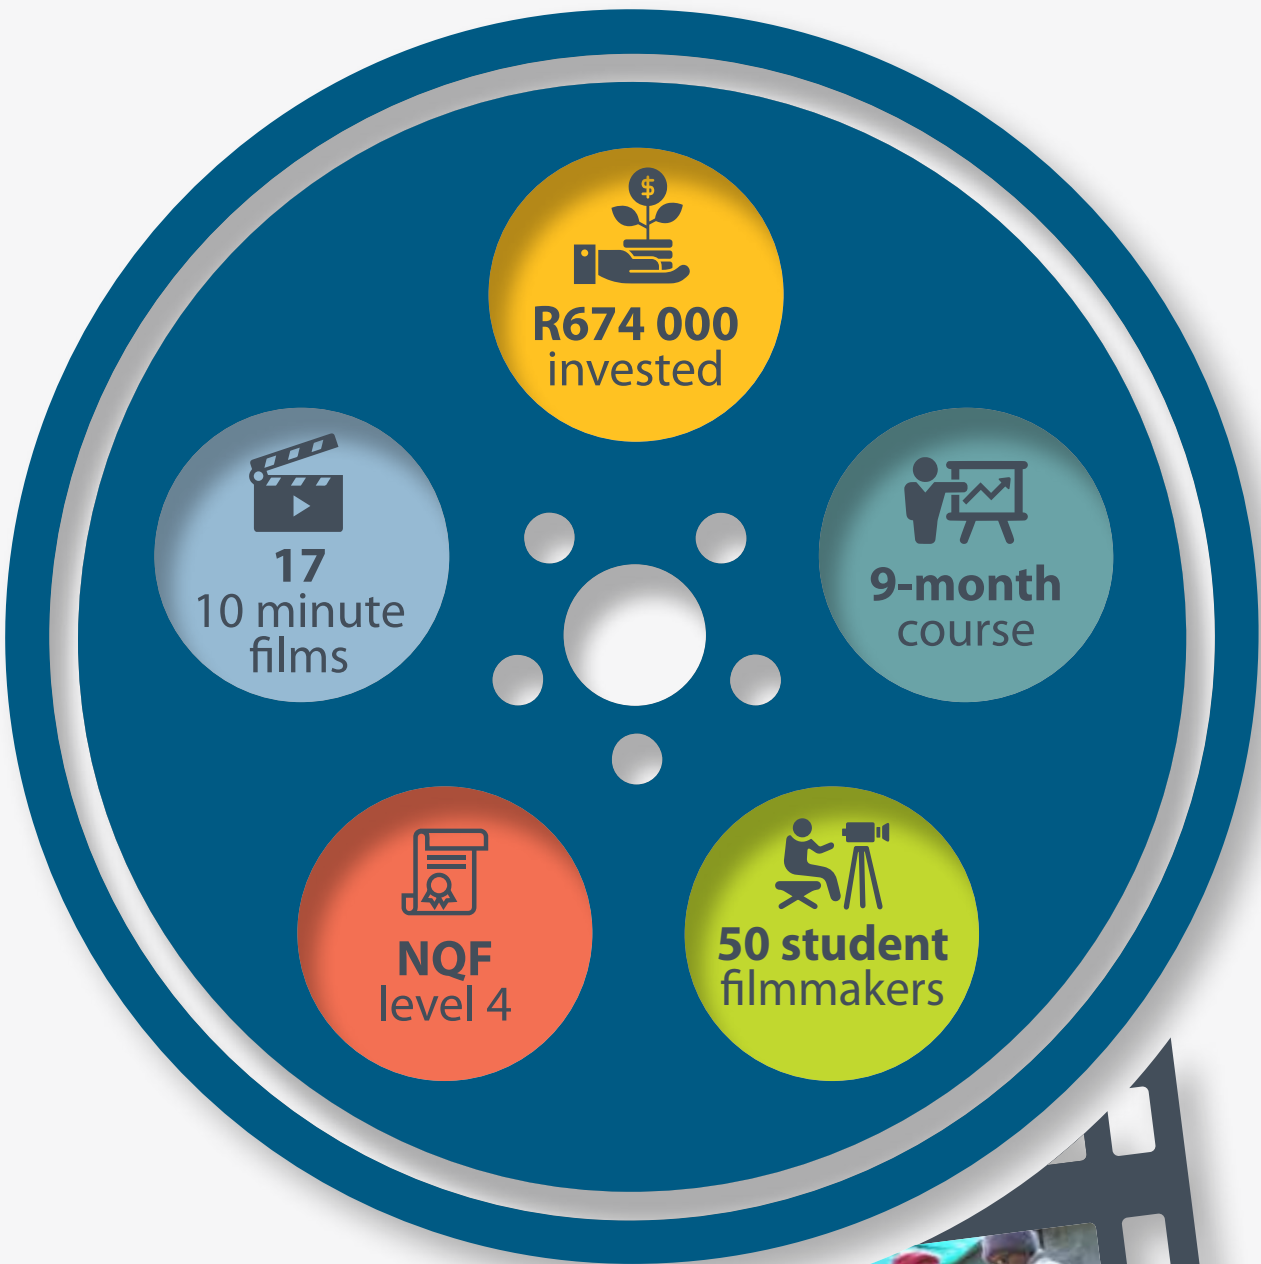 $
R674 000
invested
9-month
course
50 student
filmmakers
NQF
level 4
17
10 minute
films